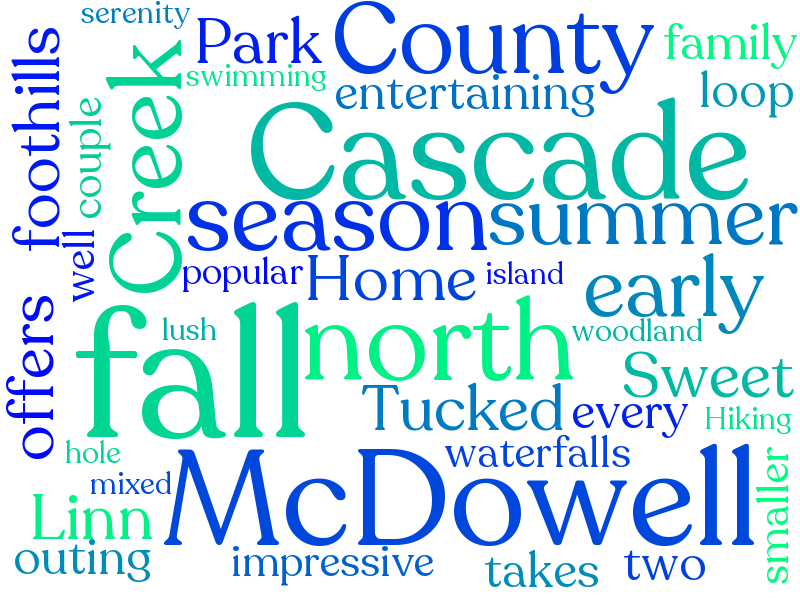 serenity
Park
County
family
swimming
entertaining
loop
foothills
couple
Creek
Cascade
season
summer
well
popular
Home
island
early
offers
lush
fall
north
woodland
Sweet
Tucked
every
Hiking
hole
waterfalls
mixed
McDowell
smaller
Linn
outing
impressive
takes
two